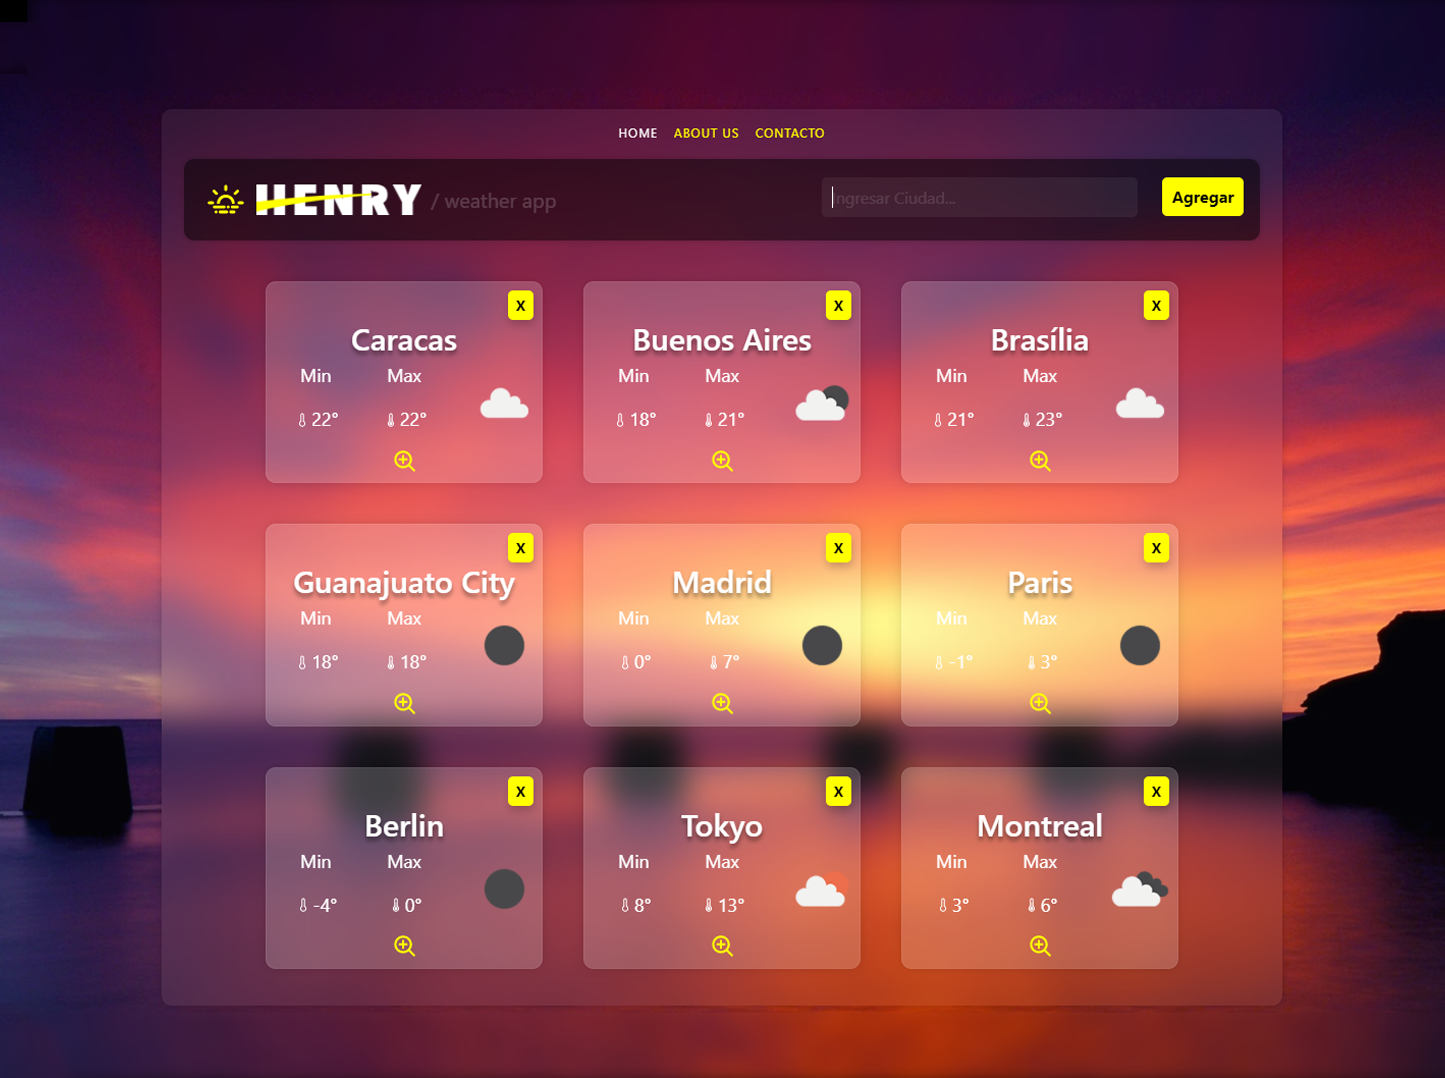 HOME ABOUT US CONTACTO
HENRY / weather app Ingresar Ciudad... Agregar
X X X
Caracas Buenos Aires Brasília
Min Max Min Max Min Max
22° 22° 18° 21° 21° 23°
X X X
Guanajuato City Madrid Paris
Min Max Min Max Min Max
18° 18° 0° 7° -1° 3°
X X X
Berlin Tokyo Montreal
Min Max Min Max Min Max
-4° 0° 8° 13° 3° 6°